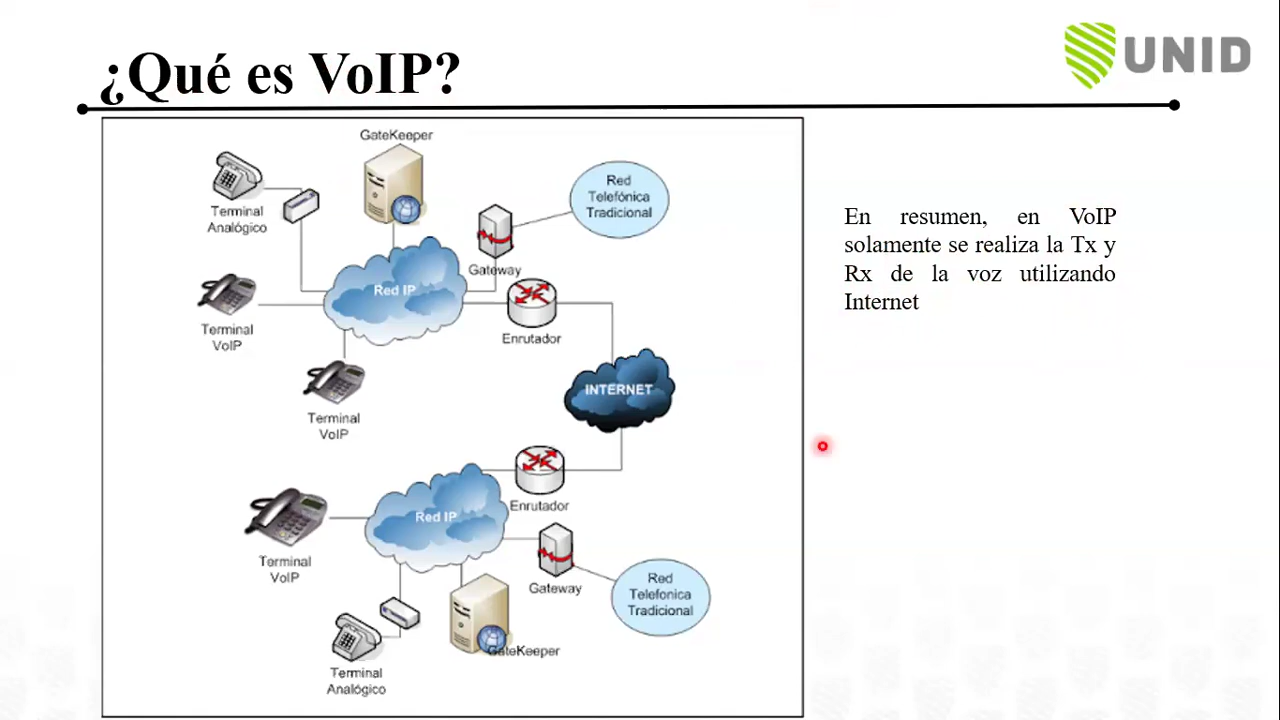 ¿Qué es VoIP?
UNID
GateKeeper
Terminal
Analógico
Red
Telefónica
Tradicional
Gateway
Red IP
Terminal
VoIP
Enrutador
Terminal
VoIP
INTERNET
Enrutador
Red IP
Terminal
VoIP
Gateway
Red
Telefonica
Tradicional
GateKeeper
Terminal
Analógico
En resumen, en VoIP
solamente se realiza la Tx y
Rx de la voz utilizando
Internet